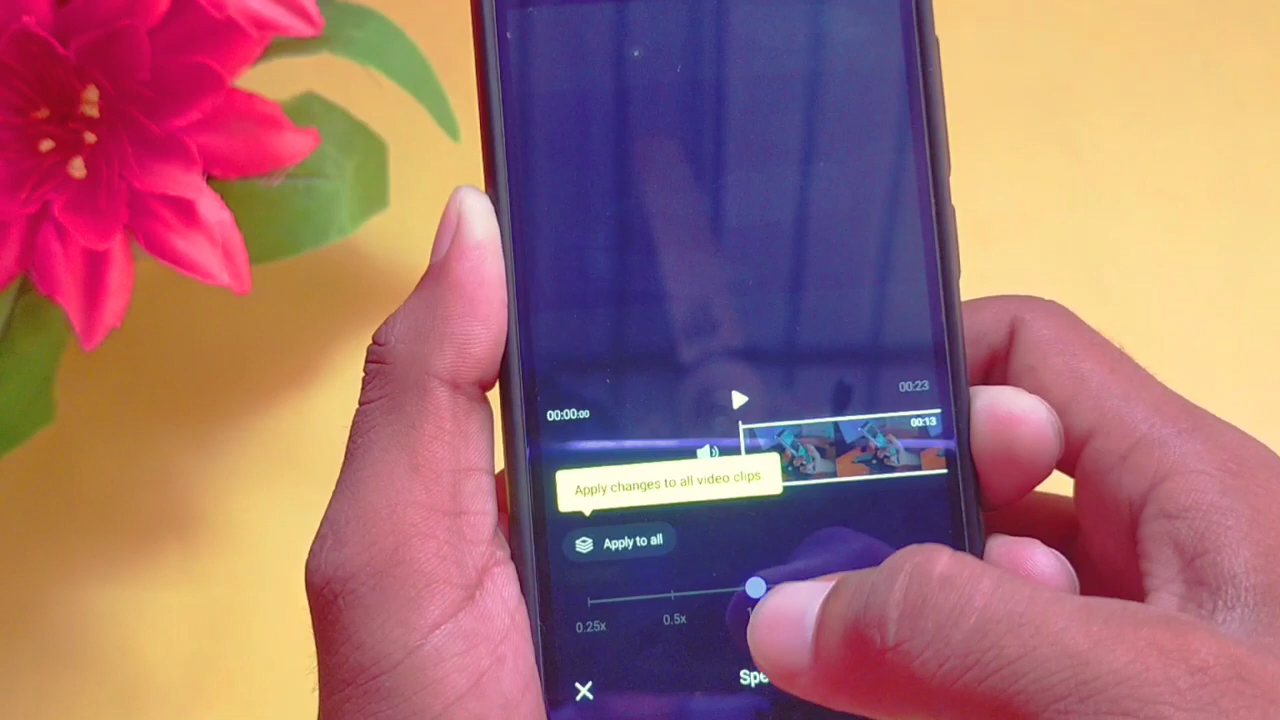 00:23
00:00:00
00:13
Apply changes to all video clips
Apply to all
0.25x
0.5x